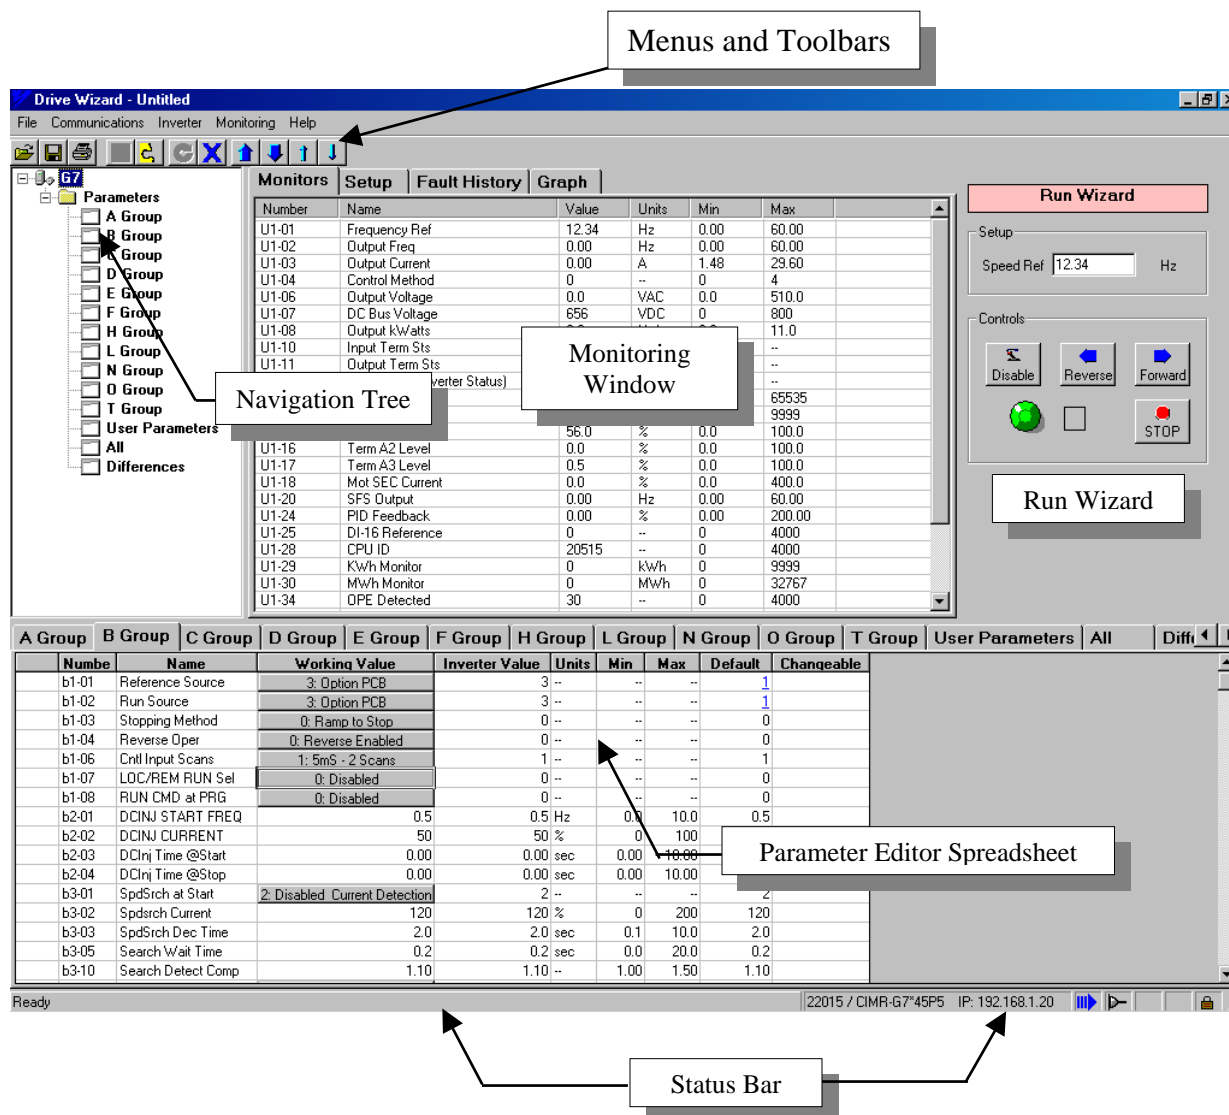 Menus and Toolbars
Drive Wizard - Untitled
File Communications Inverter Monitoring Help
G7
Parameters
A Group
B Group
Group
D Group
E Group
F Group
H Group
L Group
N Group
O Group
T Group
User Parameters
All
Differences
Navigation Tree
Monitors Setup Fault History Graph
Number Name Value Units Min Max
U1-01 Frequency Ref 12.34 Hz 0.00 60.00
U1-02 Output Freq 0.00 Hz 0.00 60.00
U1-03 Output Current 0.00 A 1.48 29.60
U1-04 Control Method 0 -- 0 4
U1-06 Output Voltage 0.0 VAC 0.0 510.0
U1-07 DC Bus Voltage 656 VDC 0 800
U1-08 Output kWatts 11.0
U1-10 Input Term Sts --
U1-11 Output Term Sts --
verter Status) --
65535
9999
56.0 % 0.0 100.0
U1-16 Term A2 Level 0.0 % 0.0 100.0
U1-17 Term A3 Level 0.5 % 0.0 100.0
U1-18 Mot SEC Current 0.0 % 0.0 400.0
U1-20 SFS Output 0.00 Hz 0.00 60.00
U1-24 PID Feedback 0.00 % 0.00 200.00
U1-25 DI-16 Reference 0 -- 0 4000
U1-28 CPU ID 20515 -- 0 4000
U1-29 KWh Monitor 0 kWh 0 9999
U1-30 MWh Monitor 0 MWh 0 32767
U1-34 OPE Detected 30 -- 0 4000
Monitoring
Window
Run Wizard
Setup
Speed Ref 12.34 Hz
Controls
Disable Reverse Forward
STOP
Run Wizard
A Group B Group C Group D Group E Group F Group H Group L Group N Group O Group T Group User Parameters All Diff
Numbe Name Working Value Inverter Value Units Min Max Default Changeable
b1-01 Reference Source 3: Option PCB 3 -- -- -- 1
b1-02 Run Source 3: Option PCB 3 -- -- -- 1
b1-03 Stopping Method 0: Ramp to Stop 0 -- -- -- 0
b1-04 Reverse Oper 0: Reverse Enabled 0 -- -- -- 0
b1-06 Cntl Input Scans 1: 5mS - 2 Scans 1 -- -- -- 1
b1-07 LOC/REM RUN Sel 0: Disabled 0 -- -- -- 0
b1-08 RUN CMD at PRG 0: Disabled 0 -- -- -- 0
b2-01 DCINJ START FREQ 0.5 0.5 Hz 0.0 10.0 0.5
b2-02 DCINJ CURRENT 50 50 % 0 100
b2-03 DCInj Time @Start 0.00 0.00 sec 0.00 10.00
b2-04 DCInj Time @Stop 0.00 0.00 sec 0.00 10.00
b3-01 SpdSrch at Start 2: Disabled Current Detection 2 -- -- -- 2
b3-02 Spdsrch Current 120 120 % 0 200 120
b3-03 SpdSrch Dec Time 2.0 2.0 sec 0.1 10.0 2.0
b3-05 Search Wait Time 0.2 0.2 sec 0.0 20.0 0.2
b3-10 Search Detect Comp 1.10 1.10 -- 1.00 1.50 1.10
Parameter Editor Spreadsheet
Ready 22015 / CIMR-G7*45P5 IP: 192.168.1.20
Status Bar